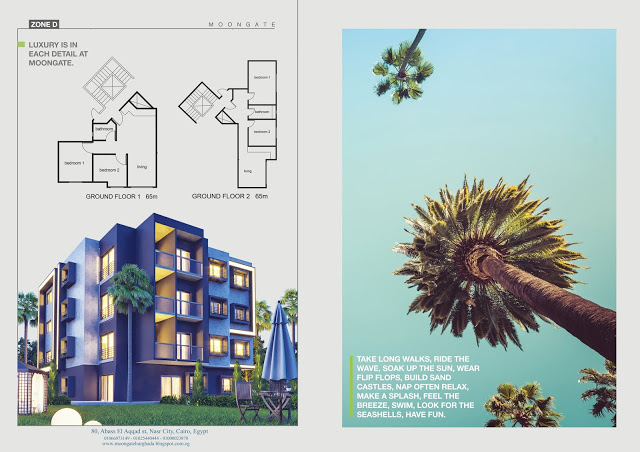 ZONE D
MOONGATE
LUXURY IS IN
EACH DETAIL AT
MOONGATE.
bathroom
bedroom 1
bedroom 2
living
GROUND FLOOR 1 65m
bedroom 1
bathroom
bedroom 2
living
GROUND FLOOR 2 65m
80, Abass El Aqqad st, Nasr City, Cairo, Egypt
TAKE LONG WALKS, RIDE THE
WAVE, SOAK UP THE SUN, WEAR
FLIP FLOPS, BUILD SAND
CASTLES, NAP OFTEN RELAX,
MAKE A SPLASH, FEEL THE
BREEZE, SWIM, LOOK FOR THE
SEASHELLS, HAVE FUN.